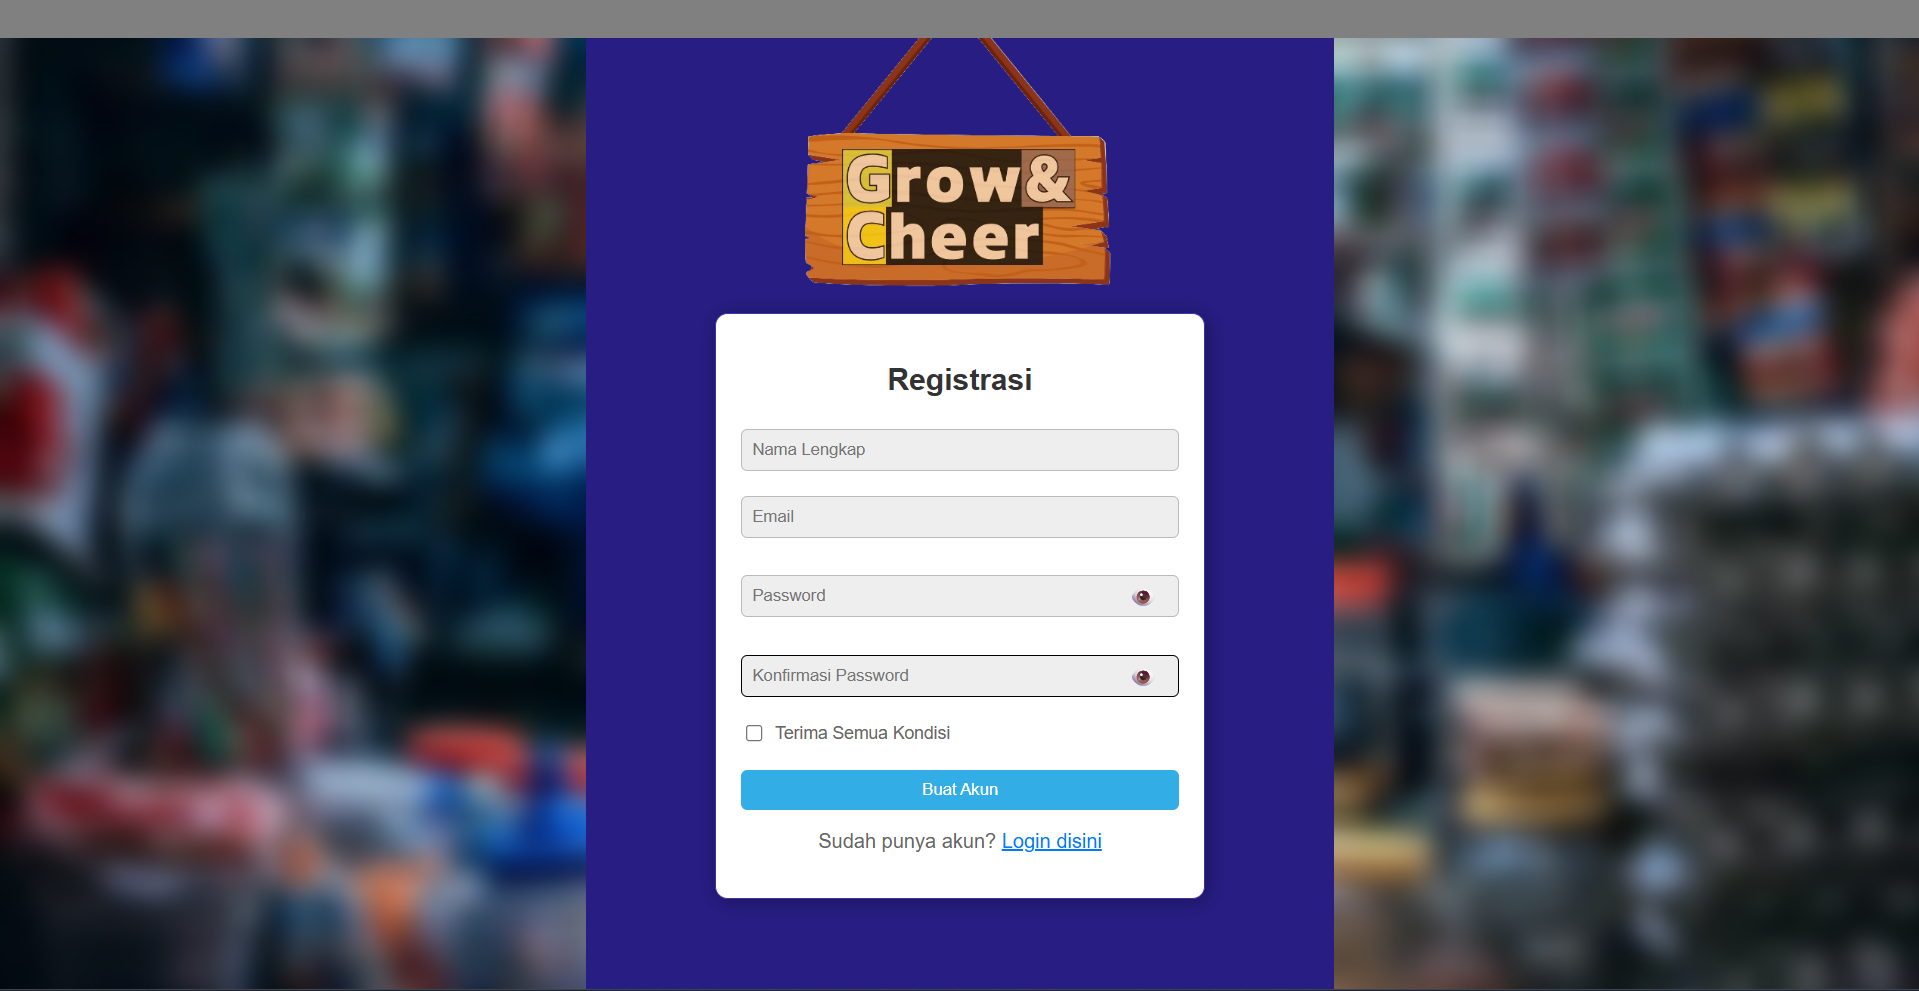 Grow&
Cheer
Registrasi
Nama Lengkap
Email
Password
Konfirmasi Password
Terima Semua Kondisi
Buat Akun
Sudah punya akun? Login disini